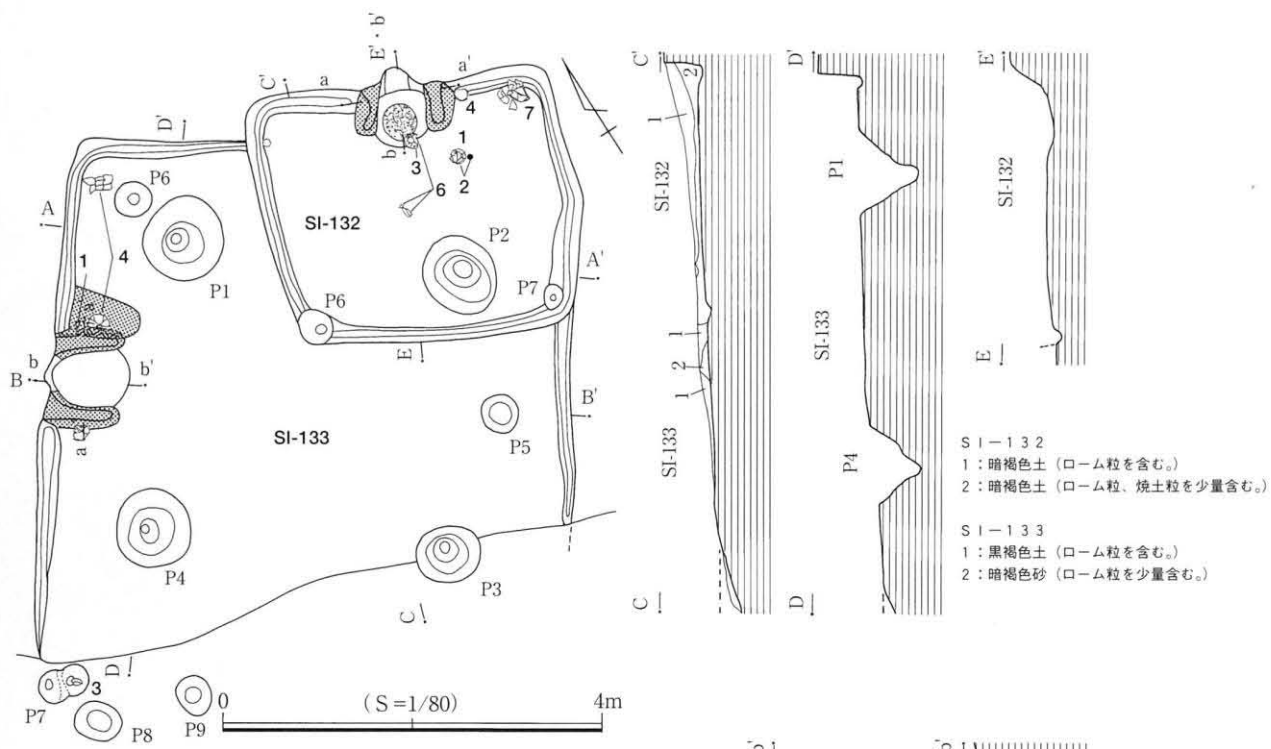 E'・b'
C'
a
a'
4
7
D'
b
3
1
2
6
P6
A
SI-132
P2
4
1
P1
A'
P7
P6
E
b
B
b'
B'
SI-133
P5
a
P4
P3
C
D
3
P7
P8
P9
0
(S=1/80)
4m
C'
2
1
SI-132
1
2
1
SI-133
C
D'
P1
SI-133
P4
D
E'
SI-132
E
SI-132
1:暗褐色土(ローム粒を含む。)
2:暗褐色土(ローム粒、焼土粒を少量含む。)
SI-133
1:黒褐色土(ローム粒を含む。)
2:暗褐色砂(ローム粒を少量含む。)